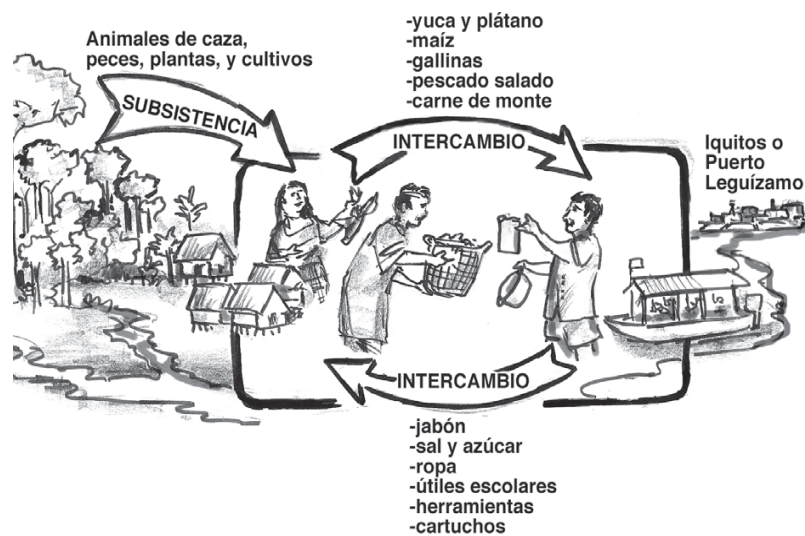 Animales de caza,
peces, plantas, y cultivos
SUBSISTENCIA
-yuca y plátano
-maíz
-gallinas
-pescado salado
-carne de monte
INTERCAMBIO
Iquitos o
Puerto
Leguízamo
INTERCAMBIO
-jabón
-sal y azúcar
-ropa
-útiles escolares
-herramientas
-cartuchos